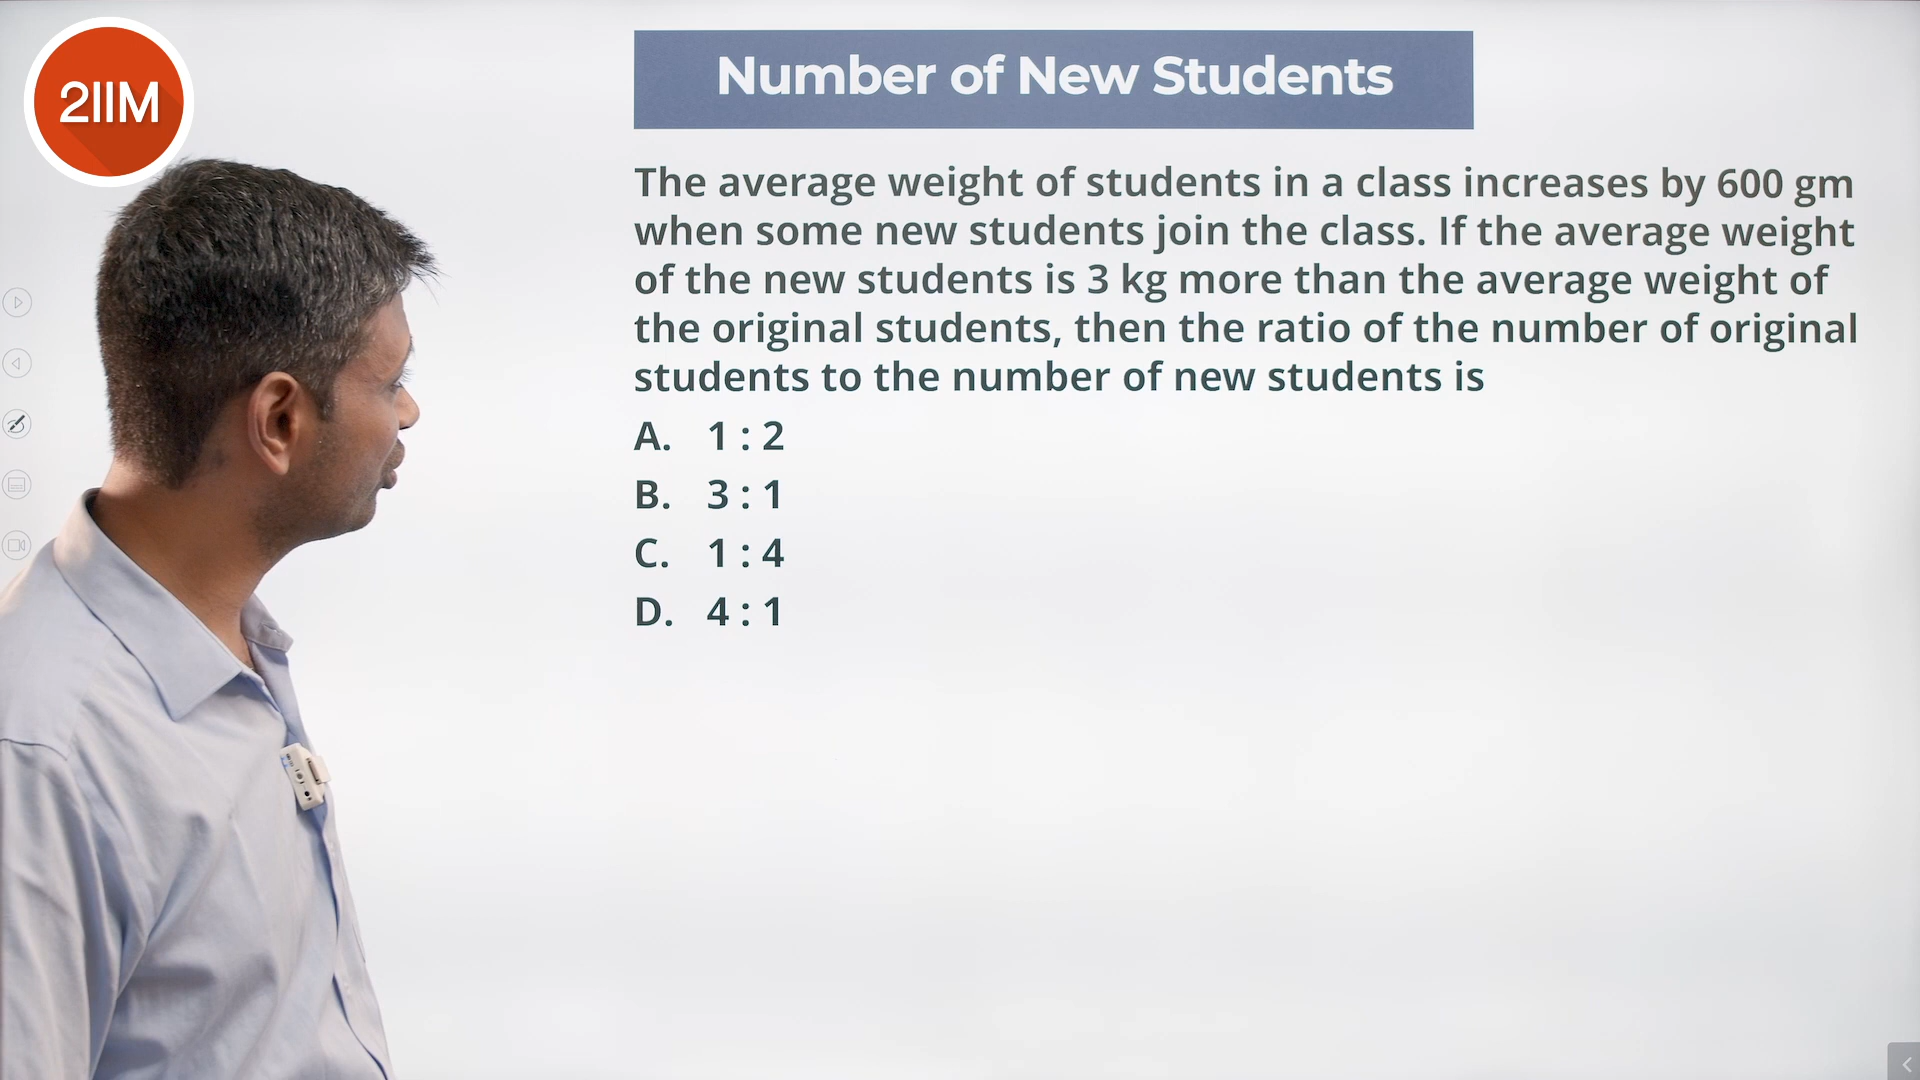 2IIM
Number of New Students
The average weight of students in a class increases by 600 gm
when some new students join the class. If the average weight
of the new students is 3 kg more than the average weight of
the original students, then the ratio of the number of original
students to the number of new students is
A. 1 : 2
B. 3 : 1
C. 1 : 4
D. 4 : 1